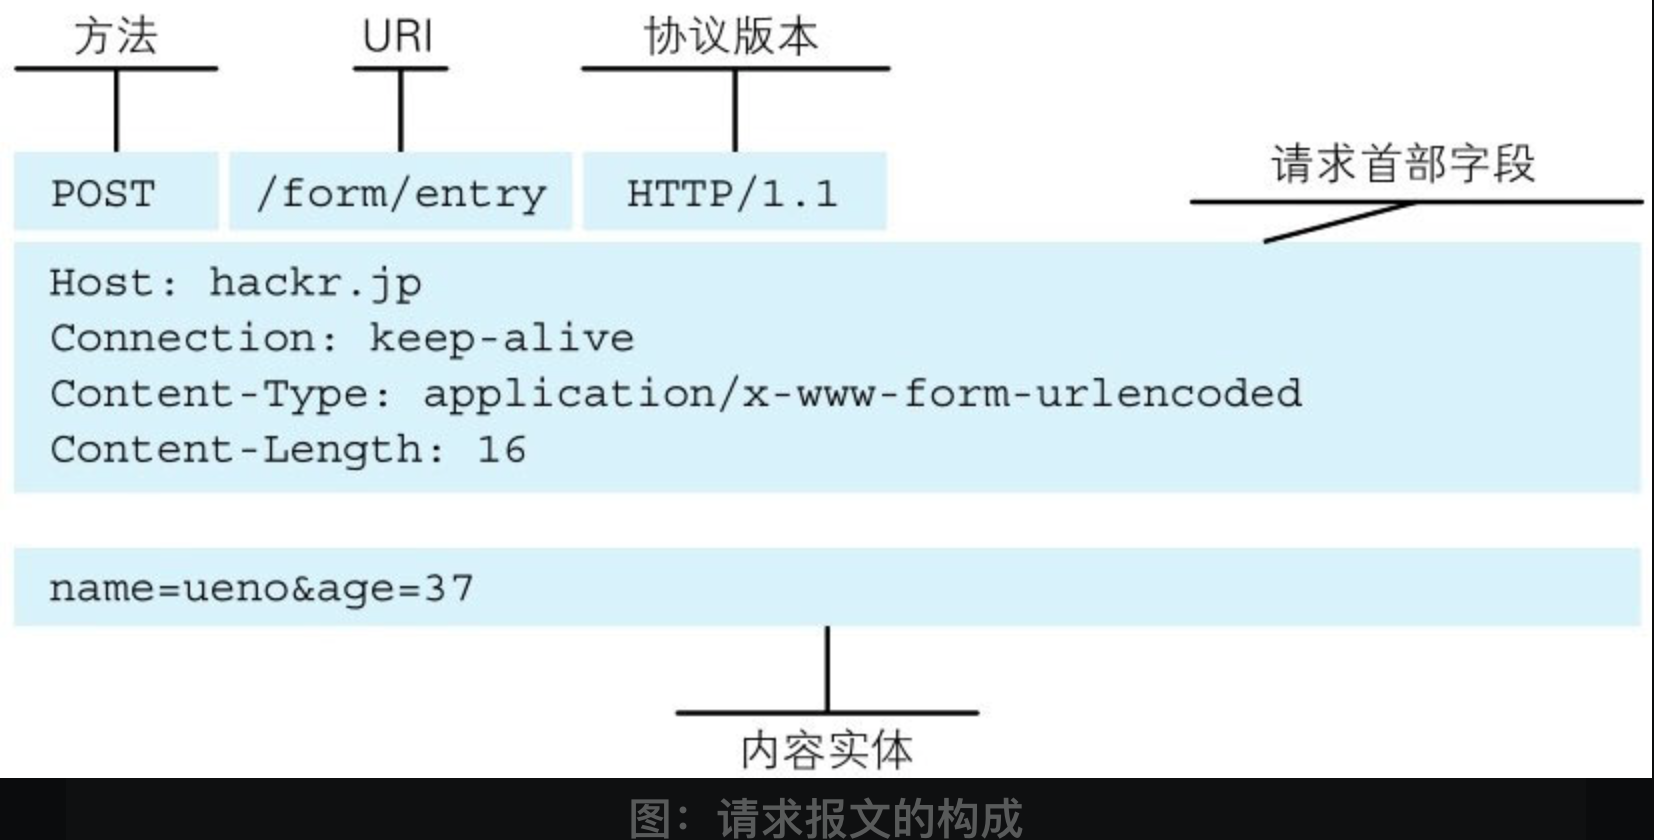 方法 URI 协议版本
POST /form/entry HTTP/1.1
请求首部字段
Host: hackr.jp
Connection: keep-alive
Content-Type: application/x-www-form-urlencoded
Content-Length: 16
name=ueno&age=37
内容实体
图：请求报文的构成